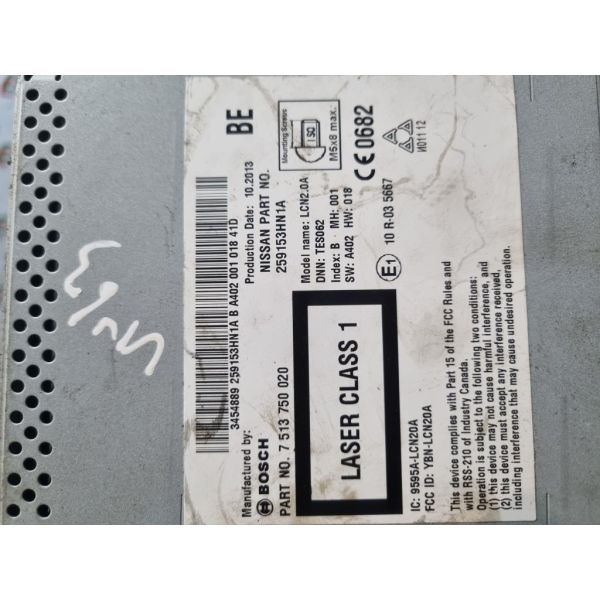 3454889 259153HN1A B A402 001 018 41D
Manufactured by:
BOSCH
PART NO. 7 513 750 020
Production Date: 10.2013
NISSAN PART NO.
259153HN1A
BE
LASER CLASS 1
Model name: LCN2.0A
DNN: TES062
Index: B MH: 001
SW: A402 HW: 018
Mounting Screws
ISO
M5x8 max.
E1 10 R-03 5667
CE0682
И011 12
IC: 9595A-LCN20A
FCC ID: YBN-LCN20A
This device complies with Part 15 of the FCC Rules and
with RSS-210 of Industry Canada.
Operation is subject to the following two conditions:
(1) this device may not cause harmful interference, and
(2) this device must accept any interference received,
including interference that may cause undesired operation.